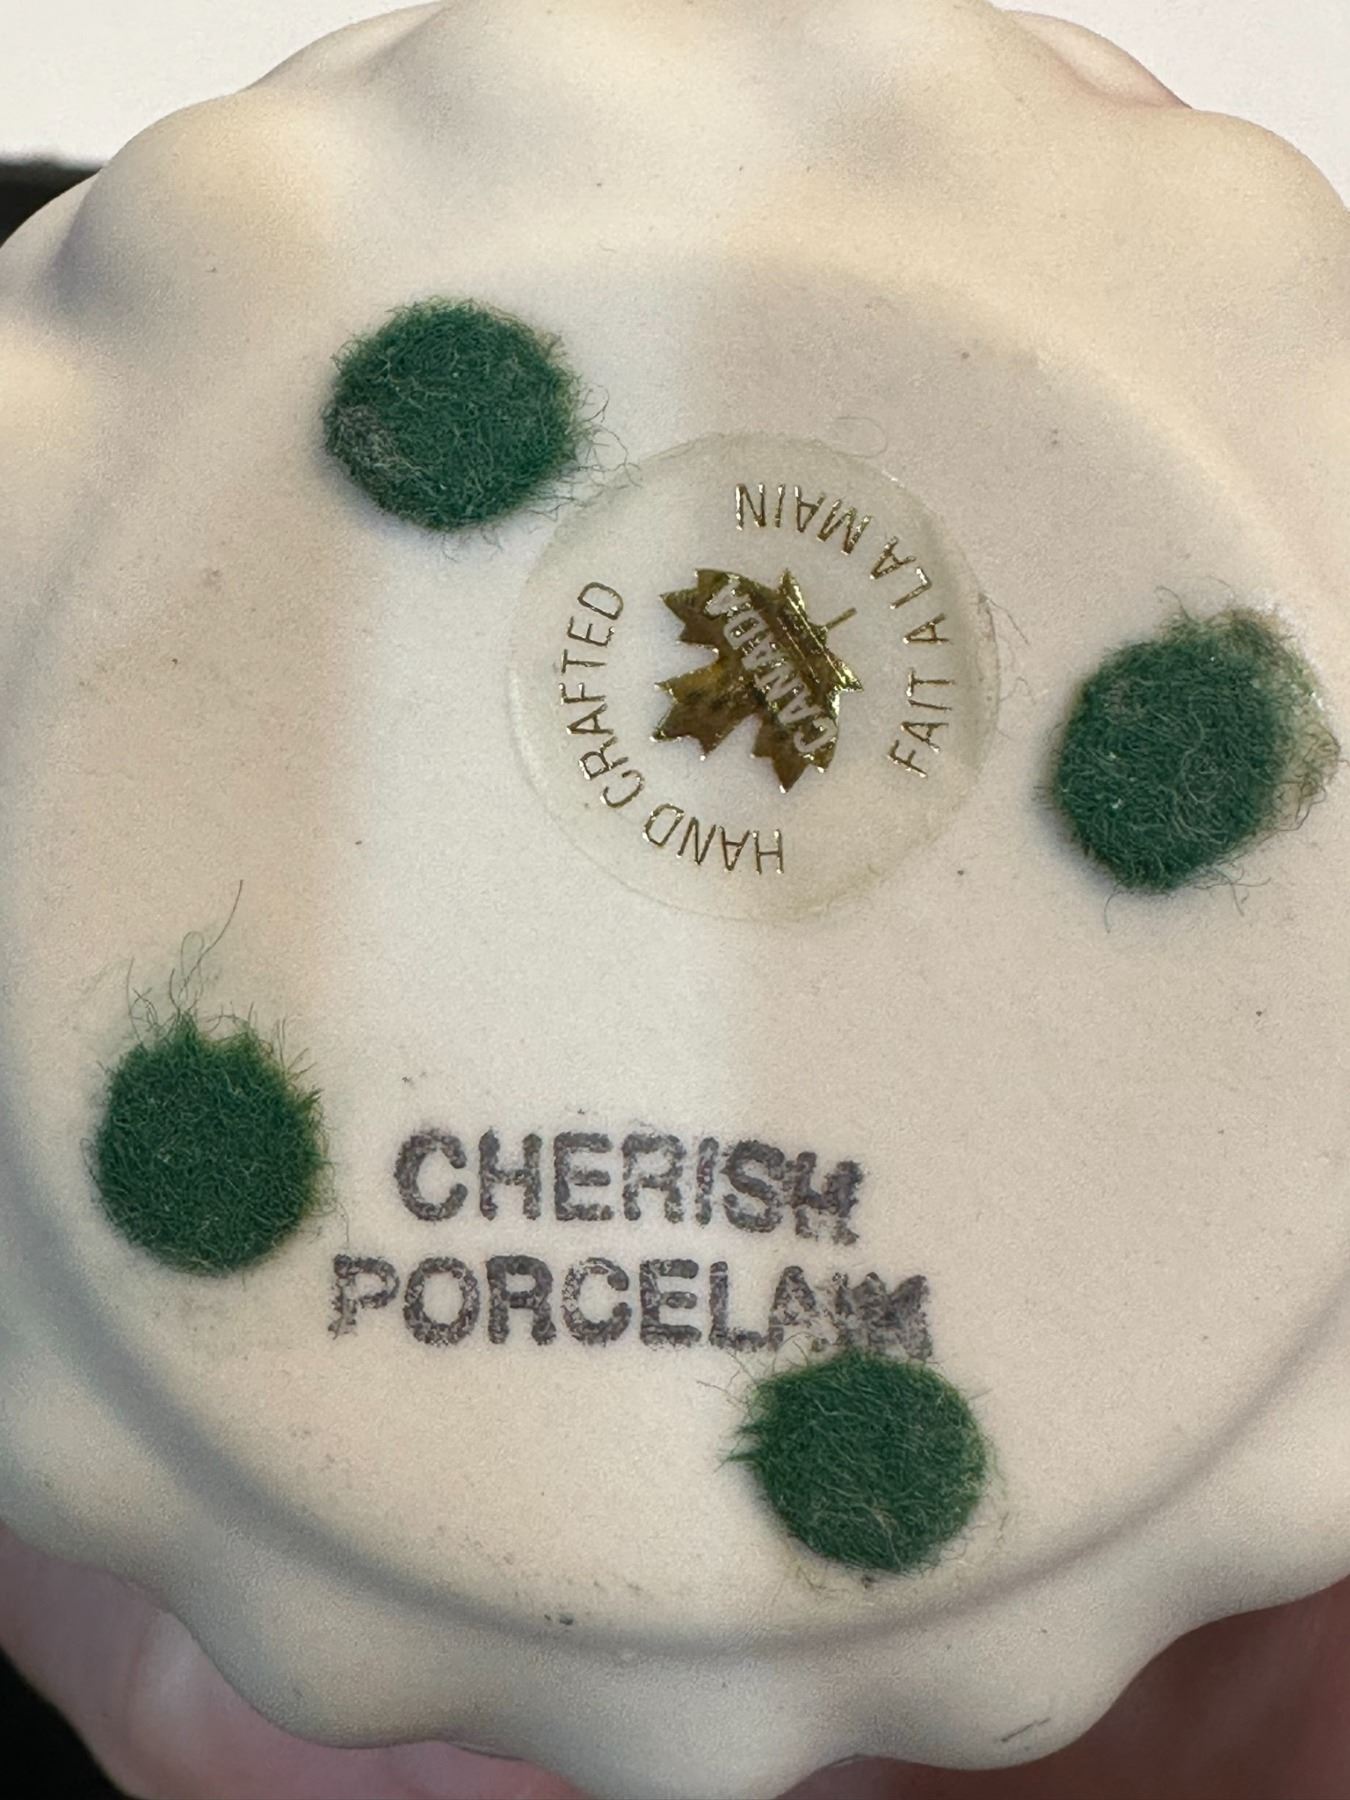 HAND CRAFTED
CANADA
FAIT A LA MAIN
CHERISH
PORCELAIN